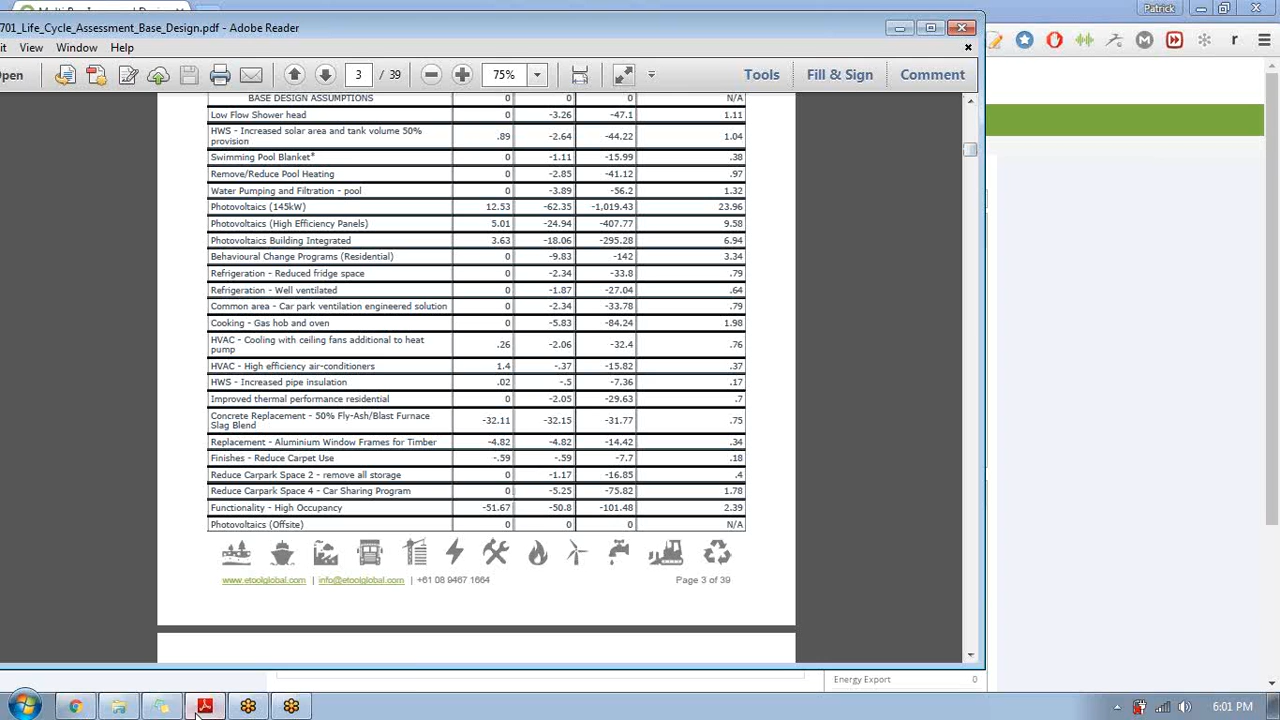 Patrick
701_Life_Cycle_Assessment_Base_Design.pdf - Adobe Reader
it View Window Help
Open 3 / 39 75% Tools Fill & Sign Comment
BASE DESIGN ASSUMPTIONS 0 0 0 N/A
Low Flow Shower head 0 -3.26 -47.1 1.11
HWS - Increased solar area and tank volume 50%
provision .89 -2.64 -44.22 1.04
Swimming Pool Blanket* 0 -1.11 -15.99 .38
Remove/Reduce Pool Heating 0 -2.85 -41.12 .97
Water Pumping and Filtration - pool 0 -3.89 -56.2 1.32
Photovoltaics (145kW) 12.53 -62.35 -1,019.43 23.96
Photovoltaics (High Efficiency Panels) 5.01 -24.94 -407.77 9.58
Photovoltaics Building Integrated 3.63 -18.06 -295.28 6.94
Behavioural Change Programs (Residential) 0 -9.83 -142 3.34
Refrigeration - Reduced fridge space 0 -2.34 -33.8 .79
Refrigeration - Well ventilated 0 -1.87 -27.04 .64
Common area - Car park ventilation engineered solution 0 -2.34 -33.78 .79
Cooking - Gas hob and oven 0 -5.83 -84.24 1.98
HVAC - Cooling with ceiling fans additional to heat
pump .26 -2.06 -32.4 .76
HVAC - High efficiency air-conditioners 1.4 -.37 -15.82 .37
HWS - Increased pipe insulation .02 -.5 -7.36 .17
Improved thermal performance residential 0 -2.05 -29.63 .7
Concrete Replacement - 50% Fly-Ash/Blast Furnace
Slag Blend -32.11 -32.15 -31.77 .75
Replacement - Aluminium Window Frames for Timber -4.82 -4.82 -14.42 .34
Finishes - Reduce Carpet Use -.59 -.59 -7.7 .18
Reduce Carpark Space 2 - remove all storage 0 -1.17 -16.85 .4
Reduce Carpark Space 4 - Car Sharing Program 0 -5.25 -75.82 1.78
Functionality - High Occupancy -51.67 -50.8 -101.48 2.39
Photovoltaics (Offsite) 0 0 0 N/A
www.etoolglobal.com | info@etoolglobal.com | +61 08 9467 1664 Page 3 of 39
Energy Export 0
6:01 PM